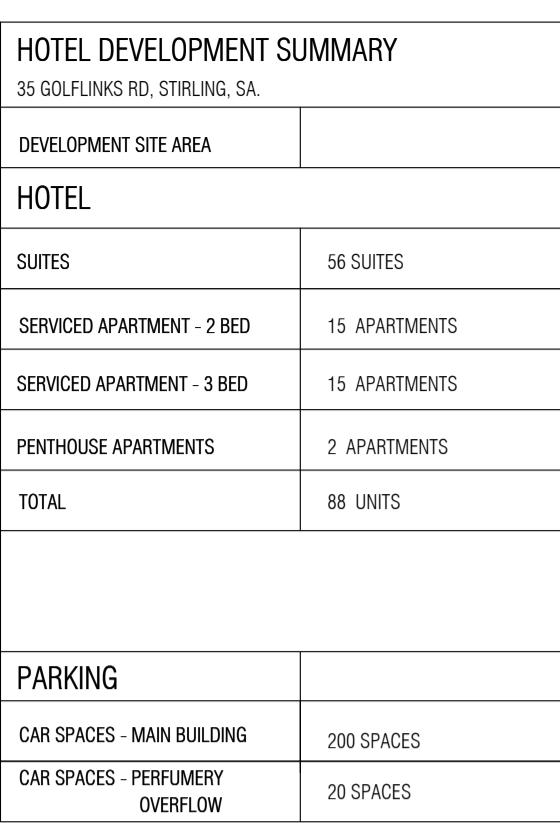 HOTEL DEVELOPMENT SUMMARY
35 GOLFLINKS RD, STIRLING, SA.
DEVELOPMENT SITE AREA
HOTEL
SUITES 56 SUITES
SERVICED APARTMENT - 2 BED 15 APARTMENTS
SERVICED APARTMENT - 3 BED 15 APARTMENTS
PENTHOUSE APARTMENTS 2 APARTMENTS
TOTAL 88 UNITS
PARKING
CAR SPACES - MAIN BUILDING 200 SPACES
CAR SPACES - PERFUMERY
OVERFLOW 20 SPACES